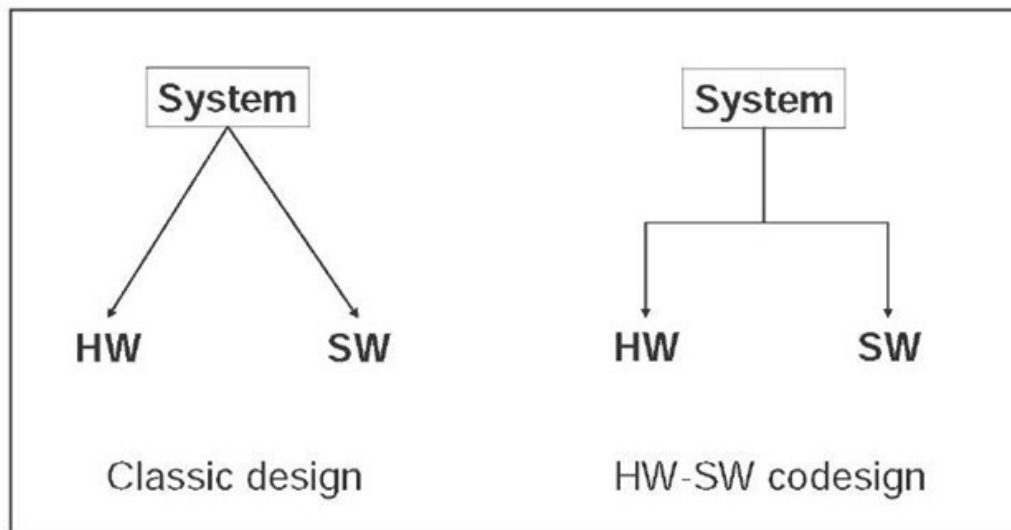 System
System
HW
SW
HW
SW
Classic design
HW-SW codesign